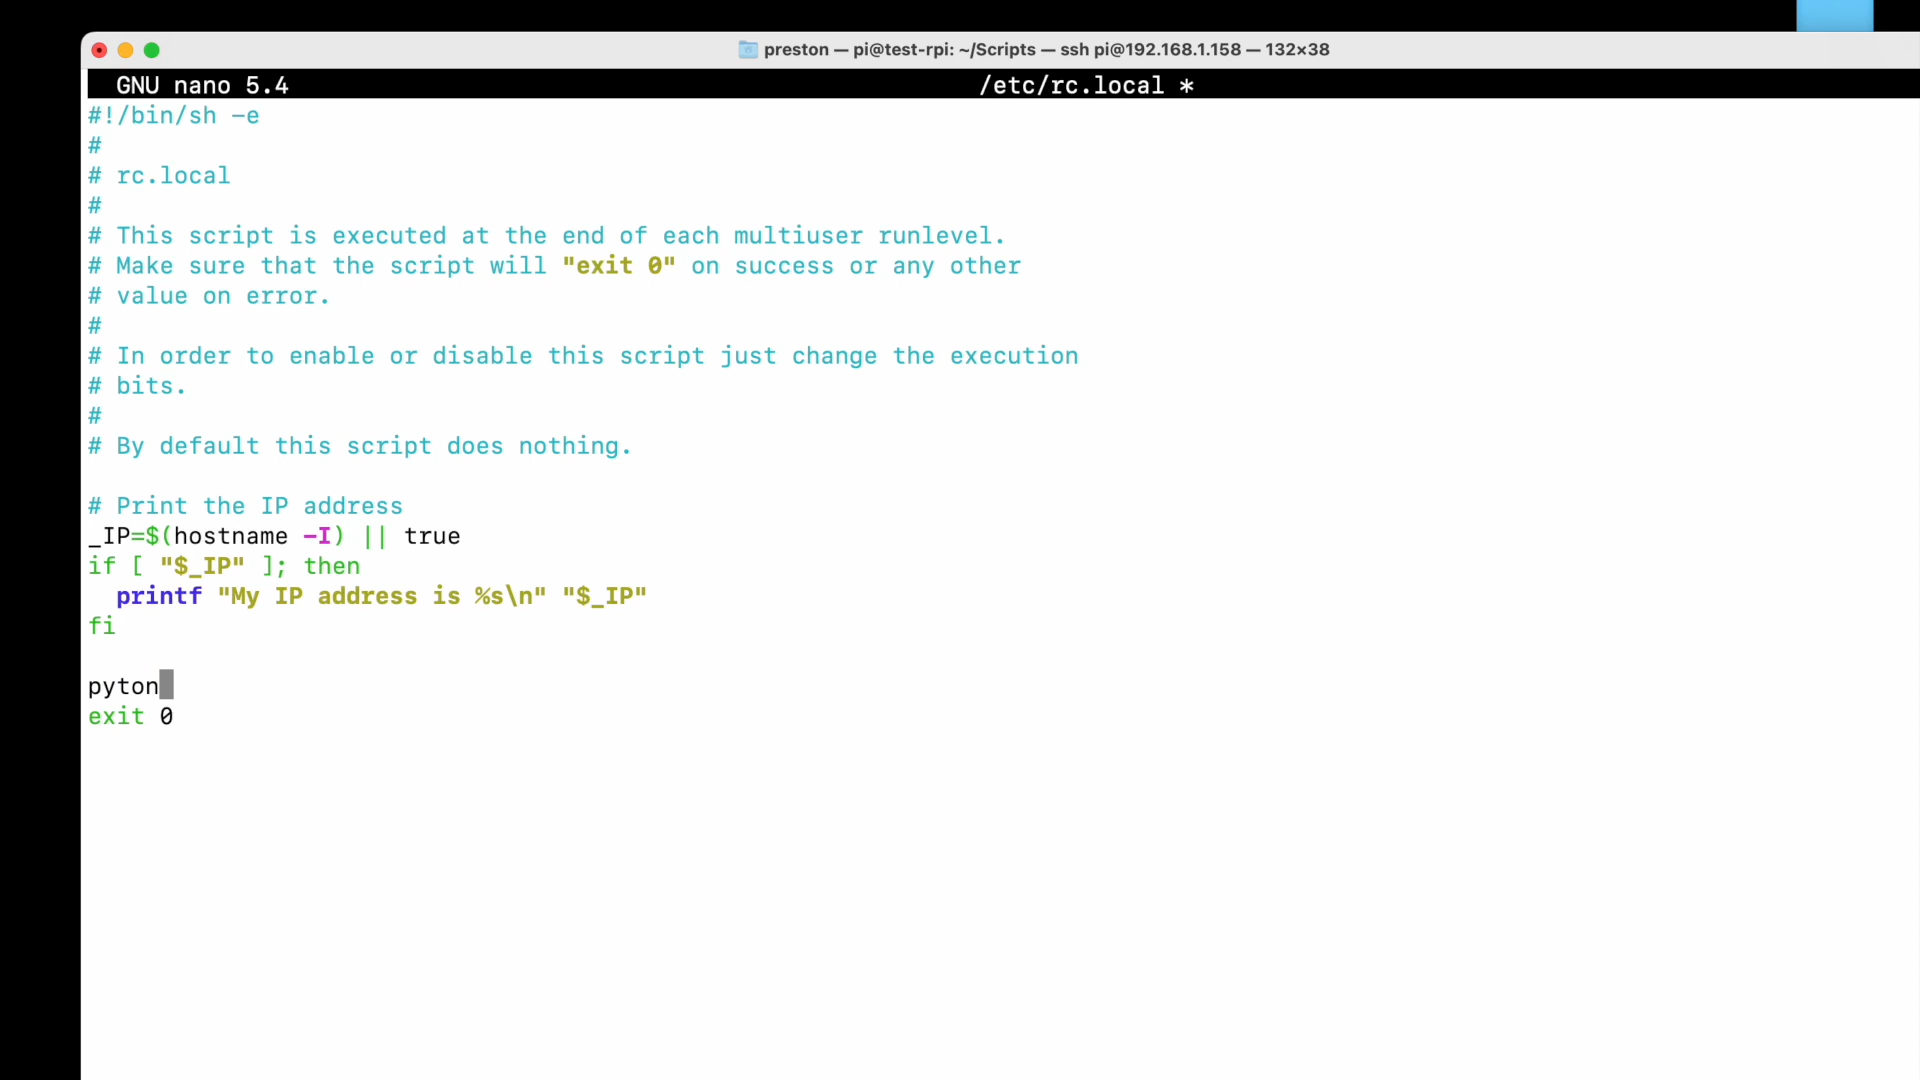 preston — pi@test-rpi: ~/Scripts — ssh pi@192.168.1.158 — 132×38
GNU nano 5.4 /etc/rc.local *
#!/bin/sh -e
#
# rc.local
#
# This script is executed at the end of each multiuser runlevel.
# Make sure that the script will "exit 0" on success or any other
# value on error.
#
# In order to enable or disable this script just change the execution
# bits.
#
# By default this script does nothing.
# Print the IP address
_IP=$(hostname -I) || true
if [ "$_IP" ]; then
  printf "My IP address is %s\n" "$_IP"
fi
pyton
exit 0